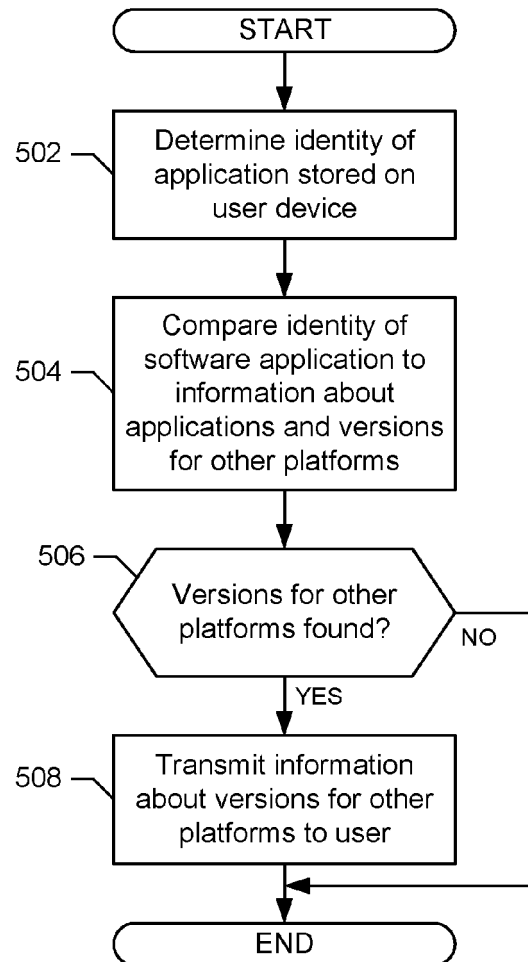 START
502
Determine identity of
application stored on
user device
504
Compare identity of
software application to
information about
applications and versions
for other platforms
506
Versions for other
platforms found?
NO
YES
508
Transmit information
about versions for other
platforms to user
END